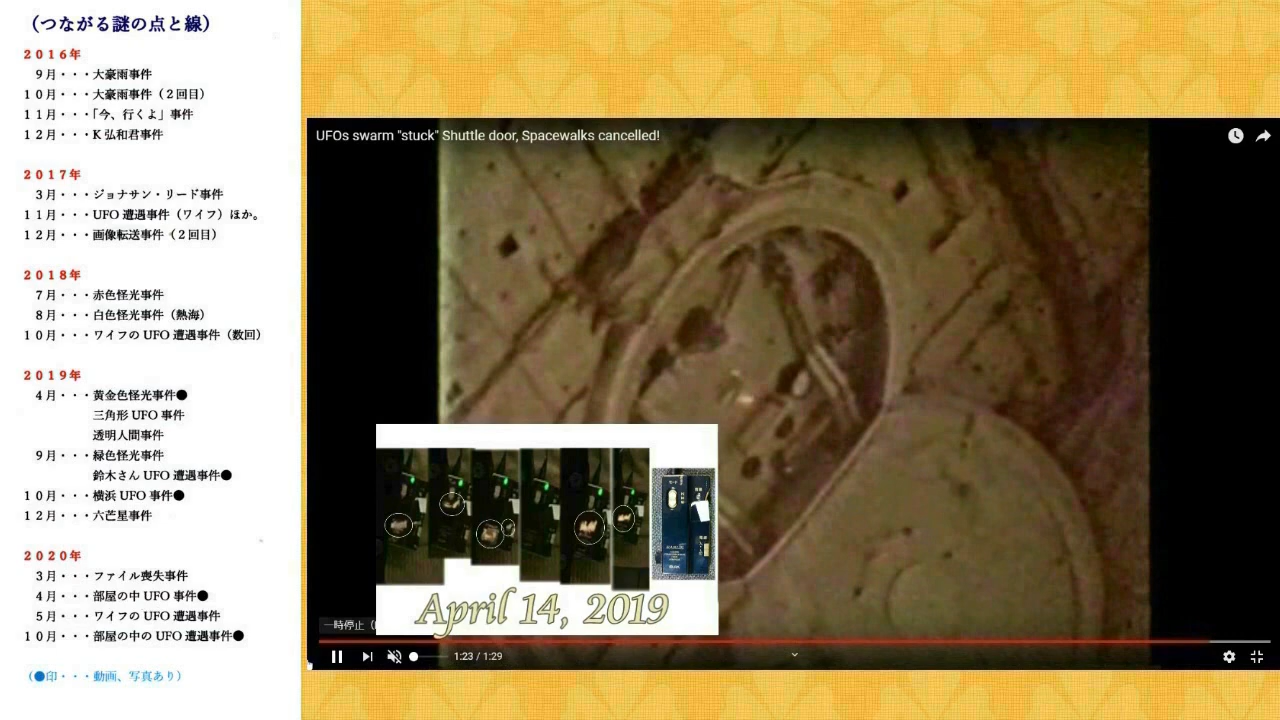 （つながる謎の点と線）
２０１６年
９月・・・大豪雨事件
１０月・・・大豪雨事件（２回目）
１１月・・・「今、行くよ」事件
１２月・・・K 弘和君事件
２０１７年
３月・・・ジョナサン・リード事件
１１月・・・UFO 遭遇事件（ワイフ）ほか。
１２月・・・画像転送事件（２回目）
２０１８年
７月・・・赤色怪光事件
８月・・・白色怪光事件（熱海）
１０月・・・ワイフの UFO 遭遇事件（数回）
２０１９年
４月・・・黄金色怪光事件●
三角形 UFO 事件
透明人間事件
９月・・・緑色怪光事件
鈴木さん UFO 遭遇事件●
１０月・・・横浜 UFO 事件●
１２月・・・六芒星事件
２０２０年
３月・・・ファイル喪失事件
４月・・・部屋の中 UFO 事件●
５月・・・ワイフの UFO 遭遇事件
１０月・・・部屋の中の UFO 遭遇事件●
（●印・・・動画、写真あり）
UFOs swarm "stuck" Shuttle door, Spacewalks cancelled!
April 14, 2019
一時停止（
1:23 / 1:29